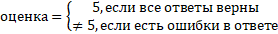 оценка = { 5, если все ответы верны
≠ 5, если есть ошибки в ответе